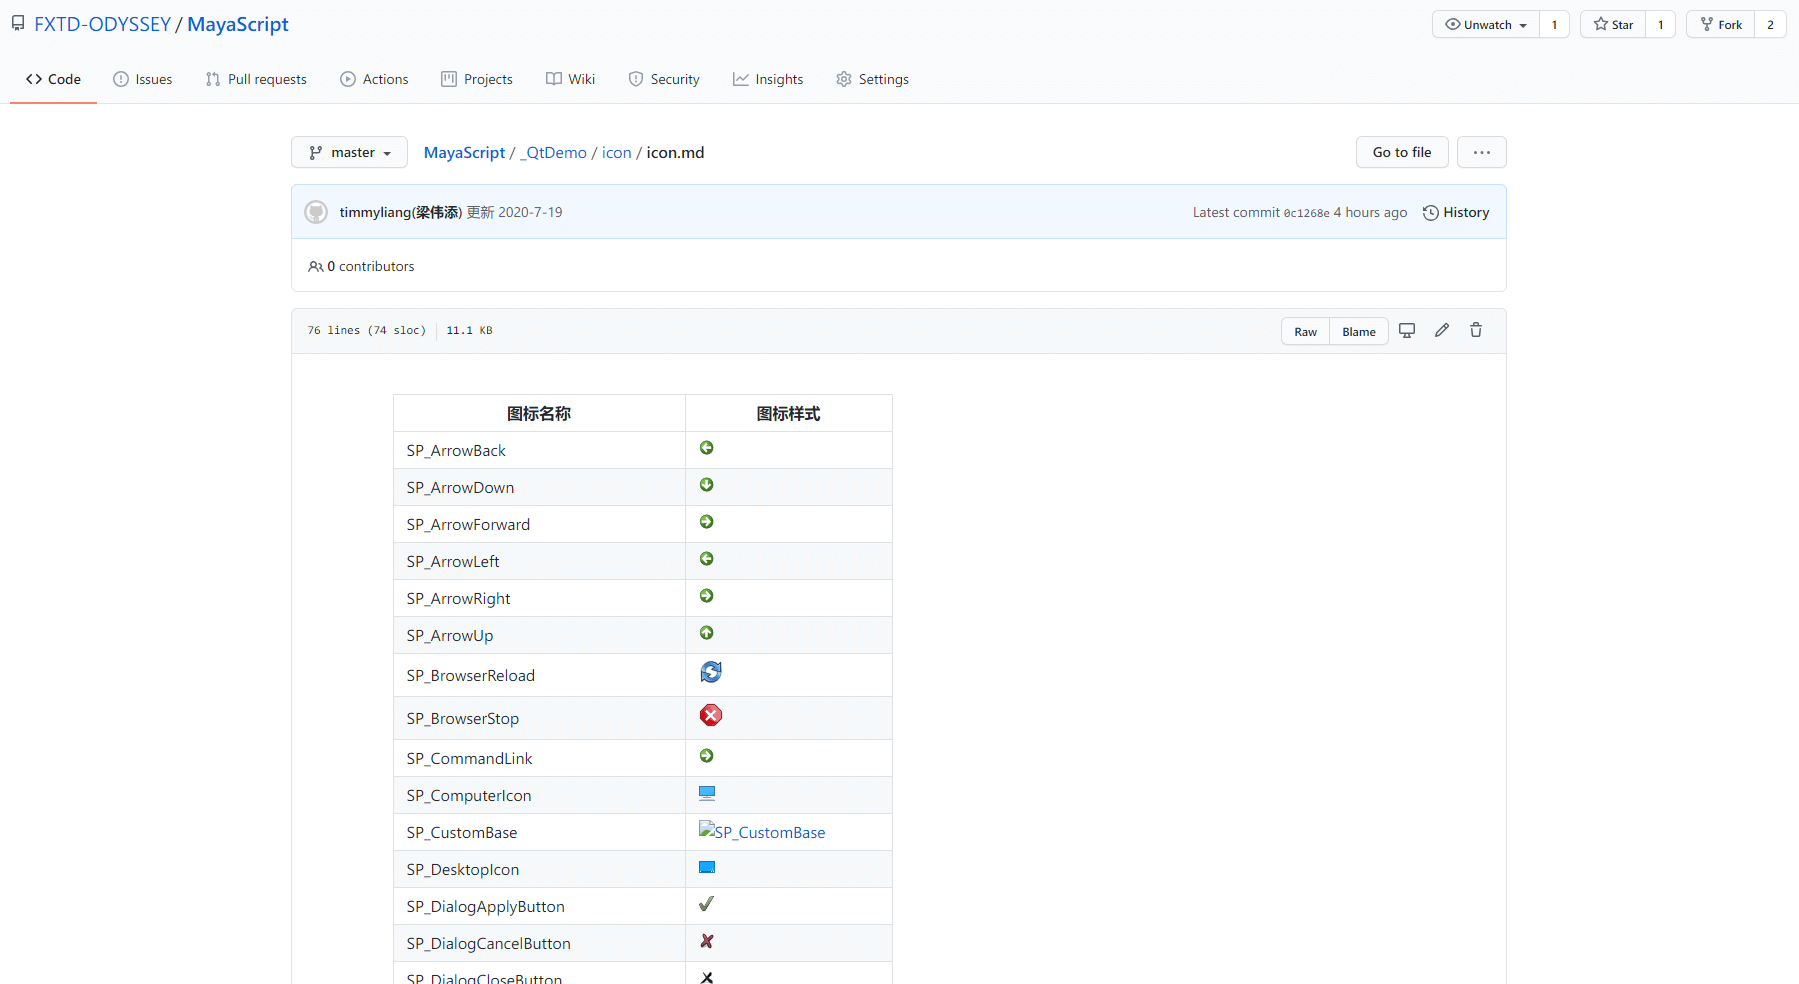 FXTD-ODYSSEY / MayaScript
Unwatch 1 Star 1 Fork 2
Code Issues Pull requests Actions Projects Wiki Security Insights Settings
master MayaScript / _QtDemo / icon / icon.md Go to file ...
timmyliang(梁伟添) 更新 2020-7-19 Latest commit 0c1268e 4 hours ago History
0 contributors
76 lines (74 sloc) 11.1 KB Raw Blame
图标名称 图标样式
SP_ArrowBack
SP_ArrowDown
SP_ArrowForward
SP_ArrowLeft
SP_ArrowRight
SP_ArrowUp
SP_BrowserReload
SP_BrowserStop
SP_CommandLink
SP_ComputerIcon
SP_CustomBase SP_CustomBase
SP_DesktopIcon
SP_DialogApplyButton
SP_DialogCancelButton
SP_DialogCloseButton